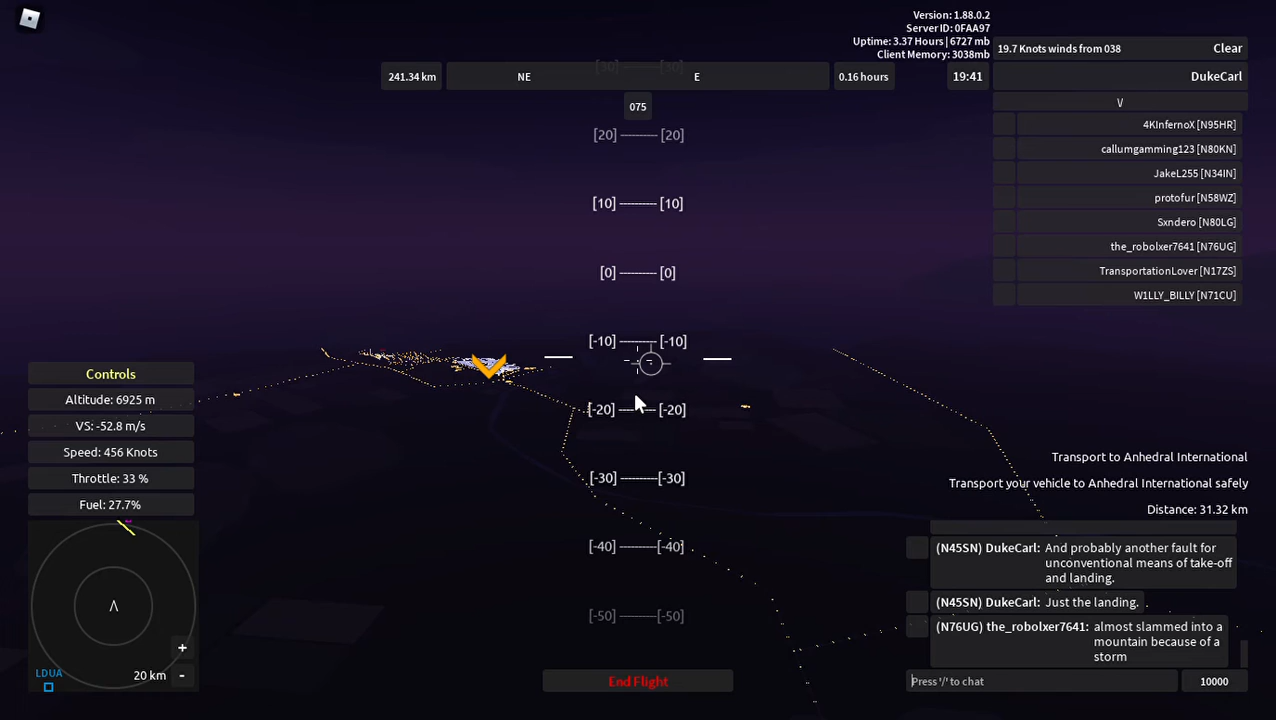 Version: 1.88.0.2
Server ID: 0FAA97
Uptime: 3.37 Hours | 6727 mb
Client Memory: 3038mb
19.7 Knots winds from 038 Clear
241.34 km NE E 0.16 hours 19:41 DukeCarl
075
V
4KInfernoX [N95HR]
callumgamming123 [N80KN]
JakeL255 [N34IN]
protofur [N58WZ]
Sxndero [N80LG]
the_robolxer7641 [N76UG]
TransportationLover [N17ZS]
W1LLY_BILLY [N71CU]
[30] [30]
[20] --------- [20]
[10] --------- [10]
[0] --------- [0]
[-10] --------- [-10]
[-20] --------- [-20]
[-30] --------- [-30]
[-40] --------- [-40]
[-50] --------- [-50]
Controls
Altitude: 6925 m
VS: -52.8 m/s
Speed: 456 Knots
Throttle: 33 %
Fuel: 27.7%
Λ
+
LDUA
20 km -
End Flight
Transport to Anhedral International
Transport your vehicle to Anhedral International safely
Distance: 31.32 km
(N45SN) DukeCarl: And probably another fault for
unconventional means of take-off
and landing.
(N45SN) DukeCarl: Just the landing.
(N76UG) the_robolxer7641: almost slammed into a
mountain because of a
storm
Press '/' to chat 10000